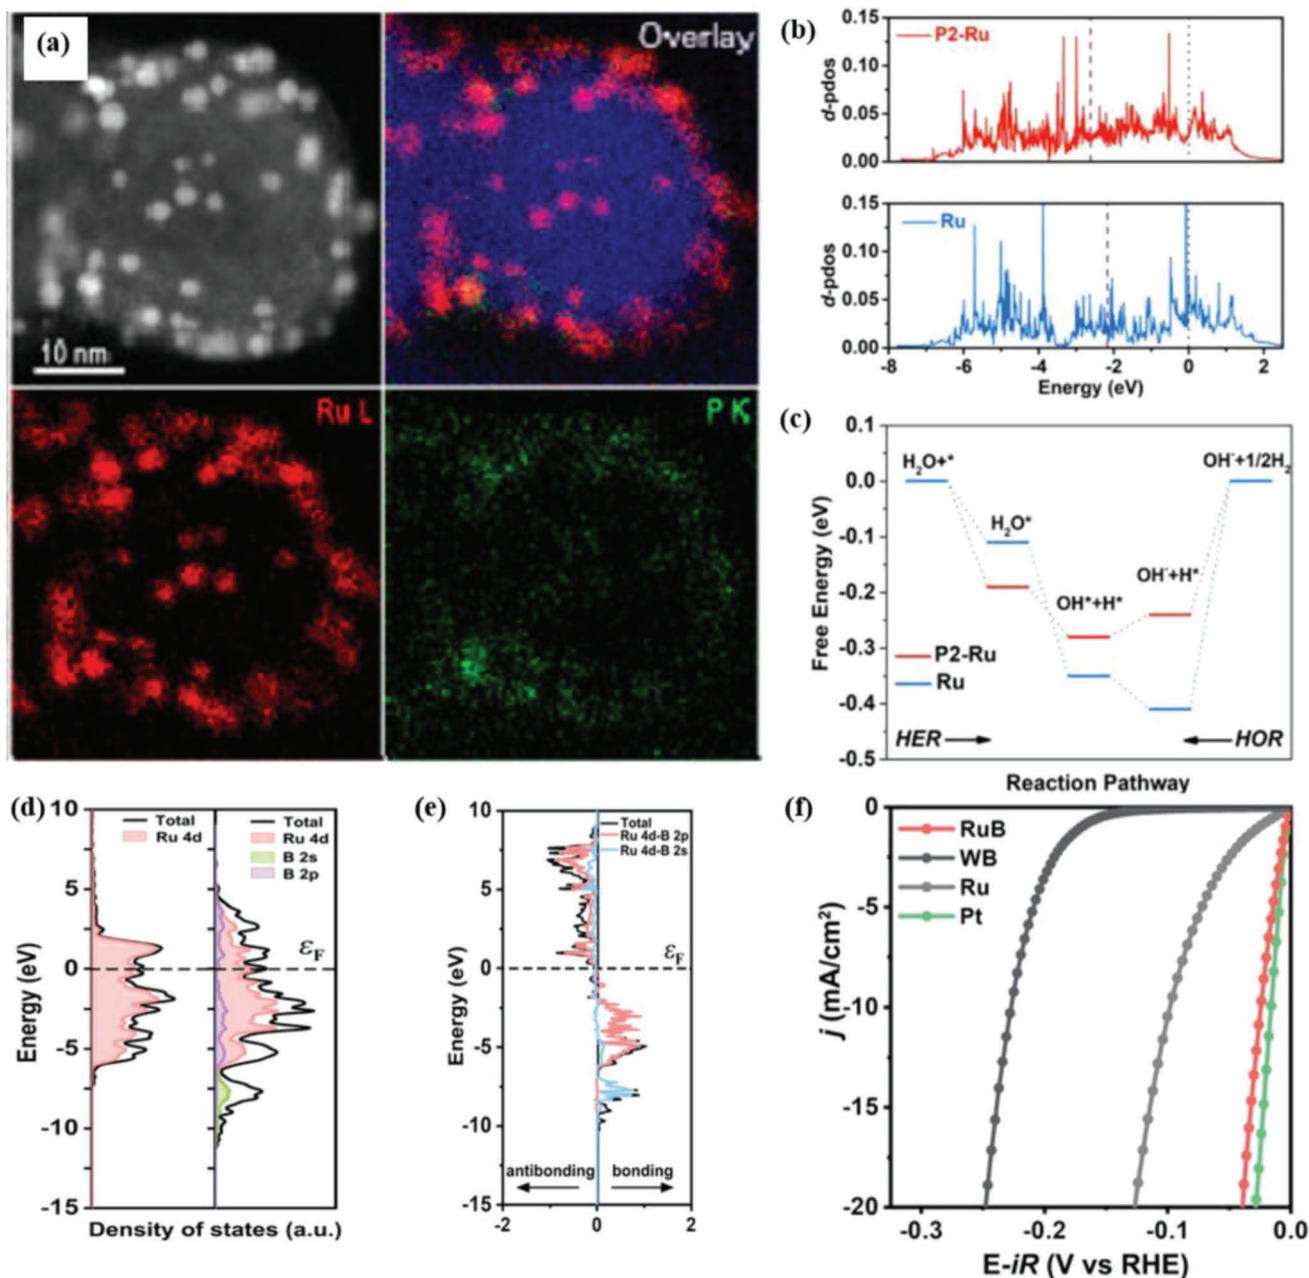 (a)
Overlay
10 nm
Ru L
P K
(b)
P2-Ru
d-pdos
0.15
0.10
0.05
0.00
Ru
d-pdos
0.15
0.10
0.05
0.00
-8 -6 -4 -2 0 2
Energy (eV)
(c)
Free Energy (eV)
0.1
0.0
-0.1
-0.2
-0.3
-0.4
-0.5
H₂O+*
H₂O*
OH*+H*
OH⁻+H*
OH⁻+1/2H₂
P2-Ru
Ru
HER
HOR
Reaction Pathway
(d)
Energy (eV)
10
5
0
-5
-10
-15
Total
Ru 4d
Total
Ru 4d
B 2s
B 2p
εF
Density of states (a.u.)
(e)
Energy (eV)
10
5
0
-5
-10
-15
Total
Ru 4d-B 2p
Ru 4d-B 2s
εF
antibonding
bonding
-2 0 2
(f)
j (mA/cm²)
0
-5
-10
-15
-20
RuB
WB
Ru
Pt
-0.3 -0.2 -0.1 0.0
E-iR (V vs RHE)